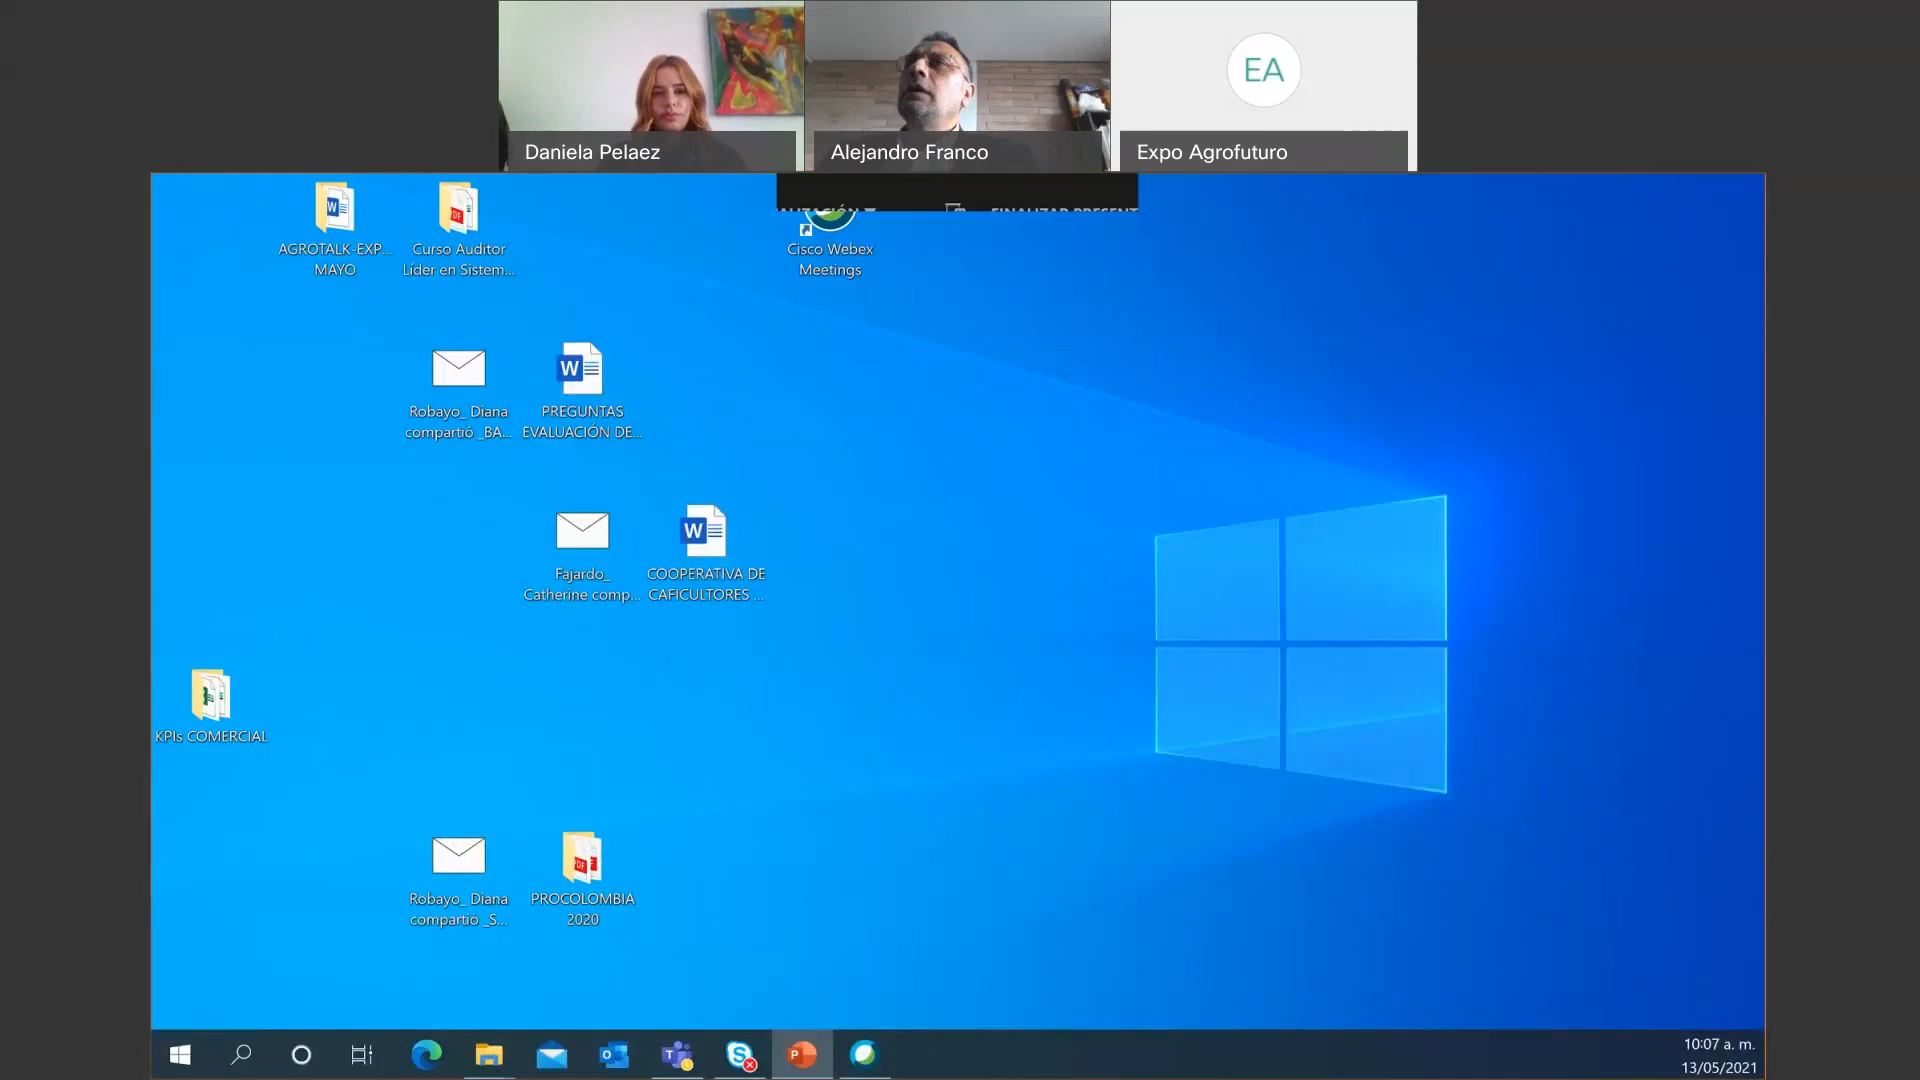 EA
Daniela Pelaez
Alejandro Franco
Expo Agrofuturo
AGROTALK-EXP...
MAYO
Curso Auditor
Líder en Sistem...
Cisco Webex
Meetings
Robayo_ Diana
compartió _BA...
PREGUNTAS
EVALUACIÓN DE...
Fajardo_
Catherine comp...
COOPERATIVA DE
CAFICULTORES ...
KPIs COMERCIAL
Robayo_ Diana
compartió _S...
PROCOLOMBIA
2020
10:07 a. m.
13/05/2021